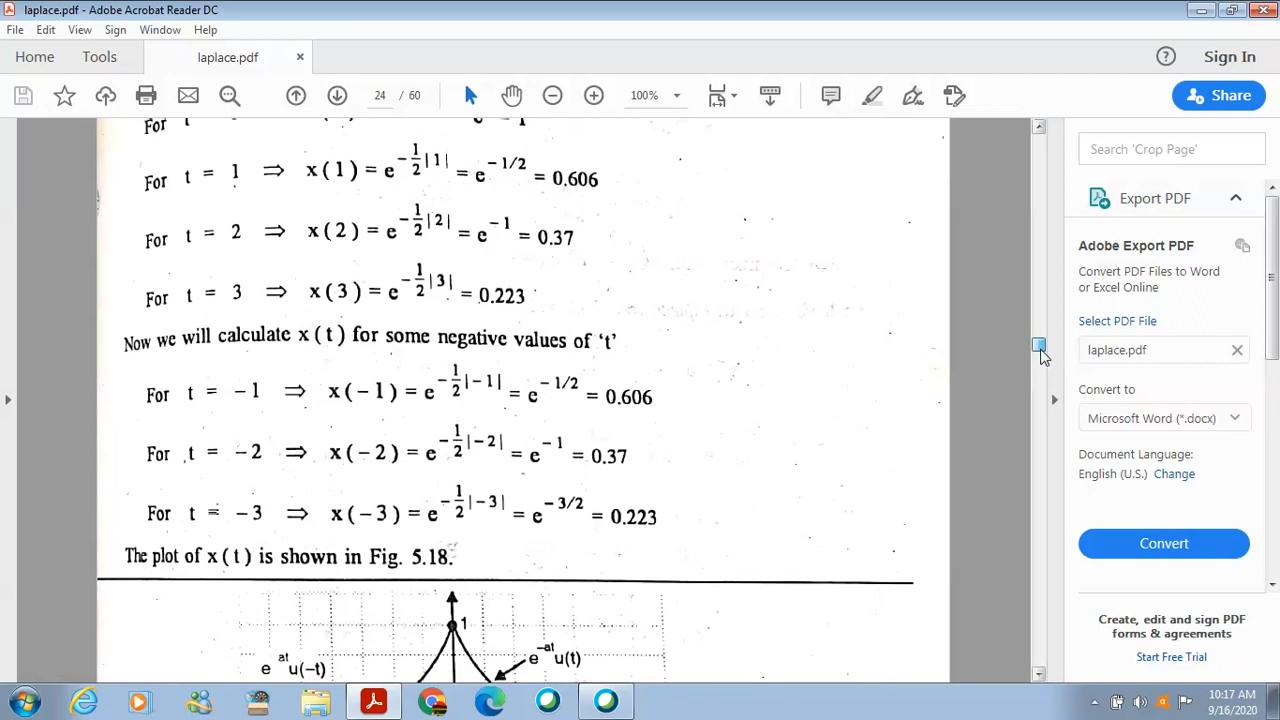 laplace.pdf - Adobe Acrobat Reader DC
File Edit View Sign Window Help
Home Tools laplace.pdf × Sign In
24 / 60 100% Share
For
For t = 1 ⇒ x(1) = e^{-1/2|1|} = e^{-1/2} = 0.606
For t = 2 ⇒ x(2) = e^{-1/2|2|} = e^{-1} = 0.37
For t = 3 ⇒ x(3) = e^{-1/2|3|} = 0.223
Now we will calculate x(t) for some negative values of 't'
For t = -1 ⇒ x(-1) = e^{-1/2|-1|} = e^{-1/2} = 0.606
For t = -2 ⇒ x(-2) = e^{-1/2|-2|} = e^{-1} = 0.37
For t = -3 ⇒ x(-3) = e^{-1/2|-3|} = e^{-3/2} = 0.223
The plot of x(t) is shown in Fig. 5.18.
1
e^{at} u(-t)
e^{-at} u(t)
Search 'Crop Page'
Export PDF
Adobe Export PDF
Convert PDF Files to Word
or Excel Online
Select PDF File
laplace.pdf
Convert to
Microsoft Word (*.docx)
Document Language:
English (U.S.) Change
Convert
Create, edit and sign PDF
forms & agreements
Start Free Trial
10:17 AM
9/16/2020